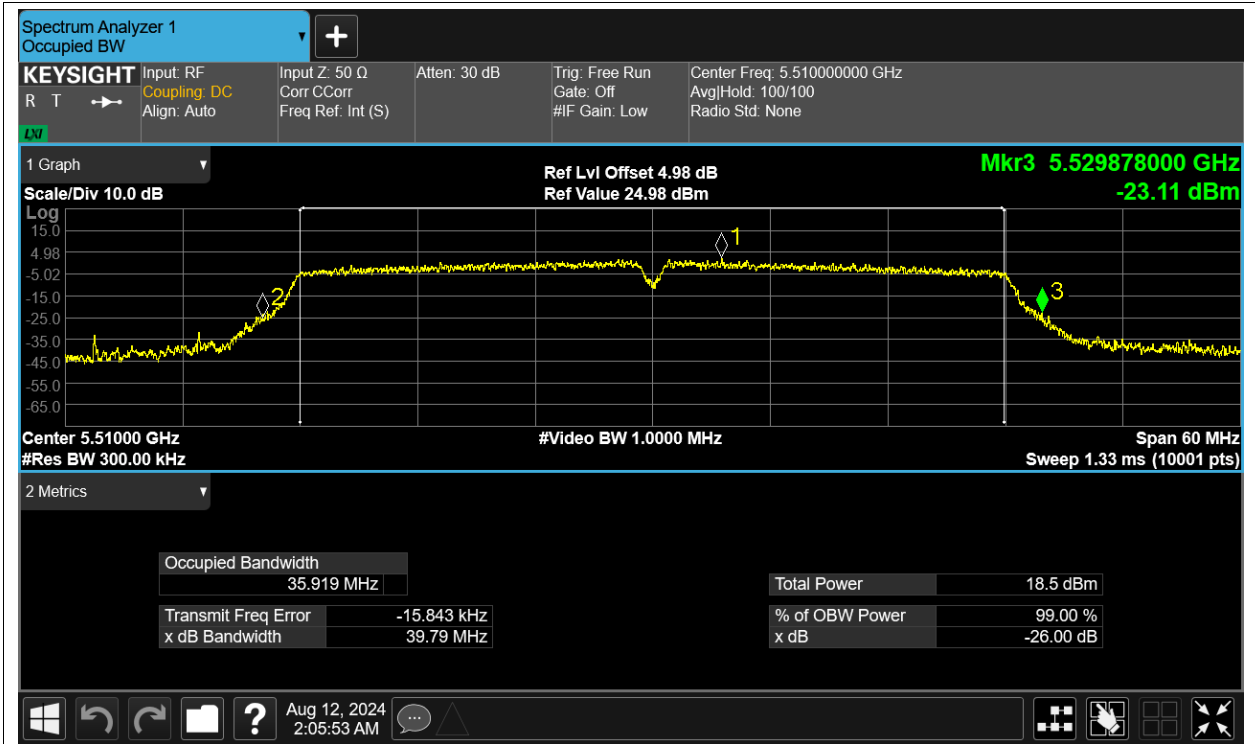 Spectrum Analyzer 1
Occupied BW
+
KEYSIGHT
R T
LXI
Input: RF
Coupling: DC
Align: Auto
Input Z: 50 Ω
Corr CCorr
Freq Ref: Int (S)
Atten: 30 dB
Trig: Free Run
Gate: Off
#IF Gain: Low
Center Freq: 5.510000000 GHz
Avg|Hold: 100/100
Radio Std: None
1 Graph
Scale/Div 10.0 dB
Ref Lvl Offset 4.98 dB
Ref Value 24.98 dBm
Mkr3 5.529878000 GHz
-23.11 dBm
Log
15.0
4.98
-5.02
-15.0
-25.0
-35.0
-45.0
-55.0
-65.0
1
2
3
Center 5.51000 GHz
#Video BW 1.0000 MHz
Span 60 MHz
#Res BW 300.00 kHz
Sweep 1.33 ms (10001 pts)
2 Metrics
Occupied Bandwidth
35.919 MHz
Transmit Freq Error -15.843 kHz
x dB Bandwidth 39.79 MHz
Total Power 18.5 dBm
% of OBW Power 99.00 %
x dB -26.00 dB
?
Aug 12, 2024
2:05:53 AM